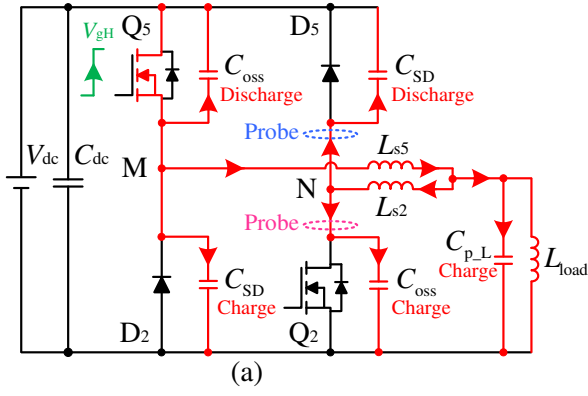 VgH
Q5
D5
Coss
Discharge
CSD
Discharge
Probe
Vdc
Cdc
M
Ls5
N
Ls2
Probe
CSD
Charge
Coss
Charge
Cp_L
Charge
Lload
D2
Q2
(a)